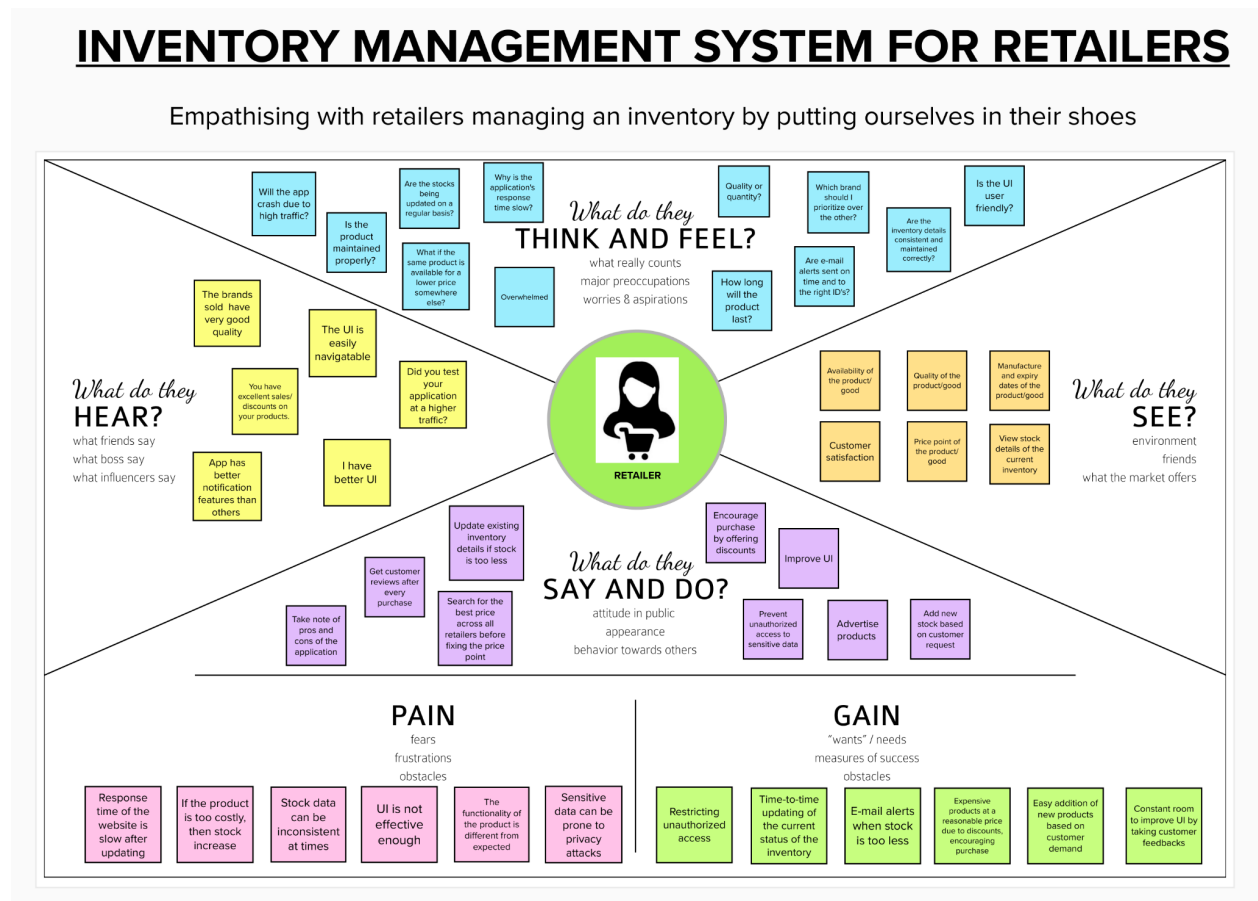 INVENTORY MANAGEMENT SYSTEM FOR RETAILERS
Empathising with retailers managing an inventory by putting ourselves in their shoes
Will the app
crash due to
high traffic?
Is the
product
maintained
properly?
Are the stocks
being
updated on a
regular basis?
What if the
same product is
available for a
lower price
somewhere
else?
Why is the
application's
response
time slow?
Overwhelmed
What do they
THINK AND FEEL?
what really counts
major preoccupations
worries & aspirations
Quality or
quantity?
How long
will the
product
last?
Which brand
should I
prioritize over
the other?
Are e-mail
alerts sent on
time and to
the right ID's?
Are the
inventory details
consistent and
maintained
correctly?
Is the UI
user
friendly?
What do they
HEAR?
what friends say
what boss say
what influencers say
The brands
sold have
very good
quality
The UI is
easily
navigatable
You have
excellent sales/
discounts on
your products.
Did you test
your
application
at a higher
traffic?
App has
better
notification
features than
others
I have
better UI
RETAILER
Availability of
the product/
good
Quality of the
product/good
Manufacture
and expiry
dates of the
product/good
Customer
satisfaction
Price point of
the product/
good
View stock
details of the
current
inventory
What do they
SEE?
environment
friends
what the market offers
Update existing
inventory
details if stock
is too less
Get customer
reviews after
every
purchase
Take note of
pros and
cons of the
application
Search for the
best price
across all
retailers before
fixing the price
point
What do they
SAY AND DO?
attitude in public
appearance
behavior towards others
Encourage
purchase
by offering
discounts
Improve UI
Prevent
unauthorized
access to
sensitive data
Advertise
products
Add new
stock based
on customer
request
PAIN
fears
frustrations
obstacles
Response
time of the
website is
slow after
updating
If the product
is too costly,
then stock
increase
Stock data
can be
inconsistent
at times
UI is not
effective
enough
The
functionality of
the product is
different from
expected
Sensitive
data can be
prone to
privacy
attacks
GAIN
"wants" / needs
measures of success
obstacles
Restricting
unauthorized
access
Time-to-time
updating of
the current
status of the
inventory
E-mail alerts
when stock
is too less
Expensive
products at a
reasonable price
due to discounts,
encouraging
purchase
Easy addition of
new products
based on
customer
demand
Constant room
to improve UI by
taking customer
feedbacks